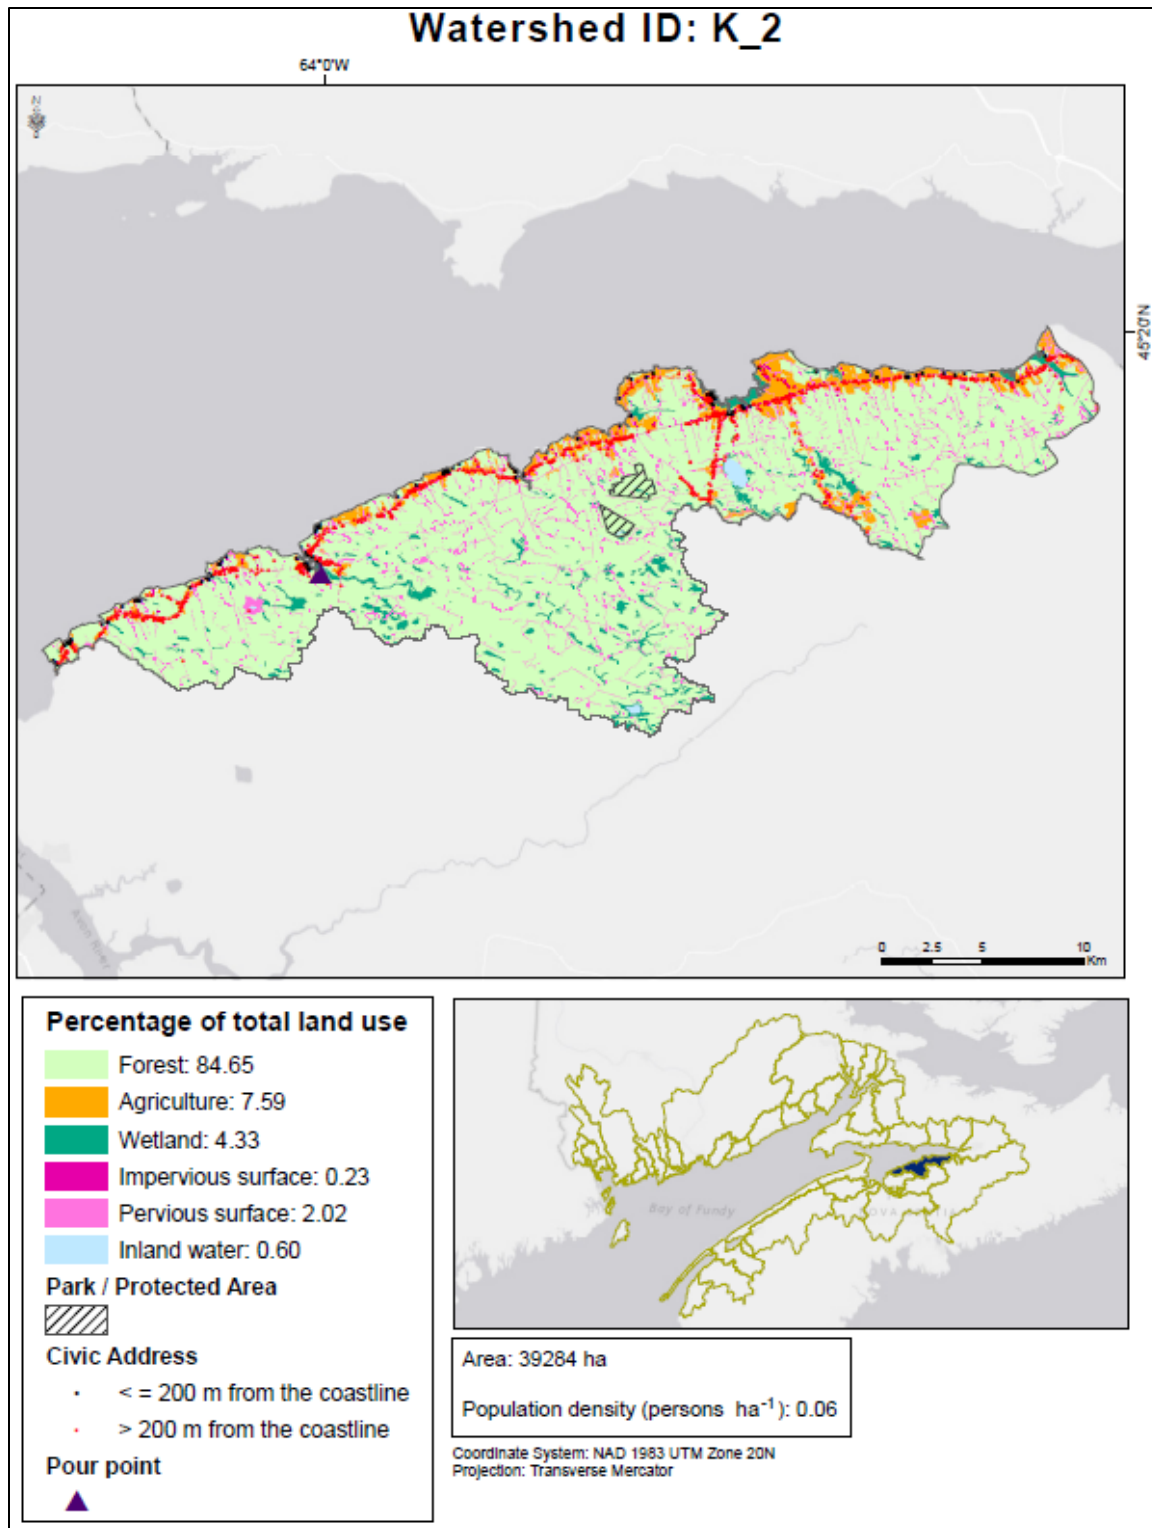 Watershed ID: K_2
64°0'W
N
45°20'N
Avon River
0 2.5 5 10
Km
Percentage of total land use
Forest: 84.65
Agriculture: 7.59
Wetland: 4.33
Impervious surface: 0.23
Pervious surface: 2.02
Inland water: 0.60
Park / Protected Area
Civic Address
< = 200 m from the coastline
> 200 m from the coastline
Pour point
Bay of Fundy
Area: 39284 ha
Population density (persons ha-1): 0.06
Coordinate System: NAD 1983 UTM Zone 20N
Projection: Transverse Mercator